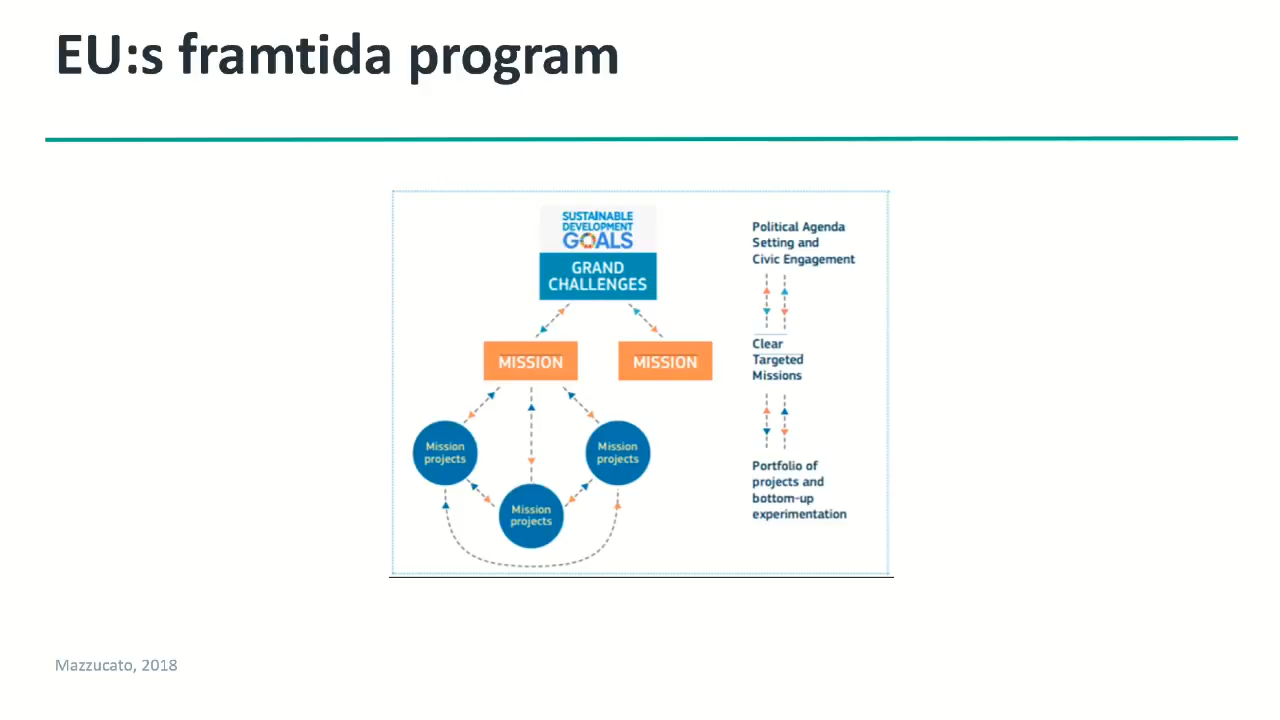 EU:s framtida program
SUSTAINABLE
DEVELOPMENT
GOALS
GRAND
CHALLENGES
MISSION
MISSION
Mission
projects
Mission
projects
Mission
projects
Political Agenda
Setting and
Civic Engagement
Clear
Targeted
Missions
Portfolio of
projects and
bottom-up
experimentation
Mazzucato, 2018